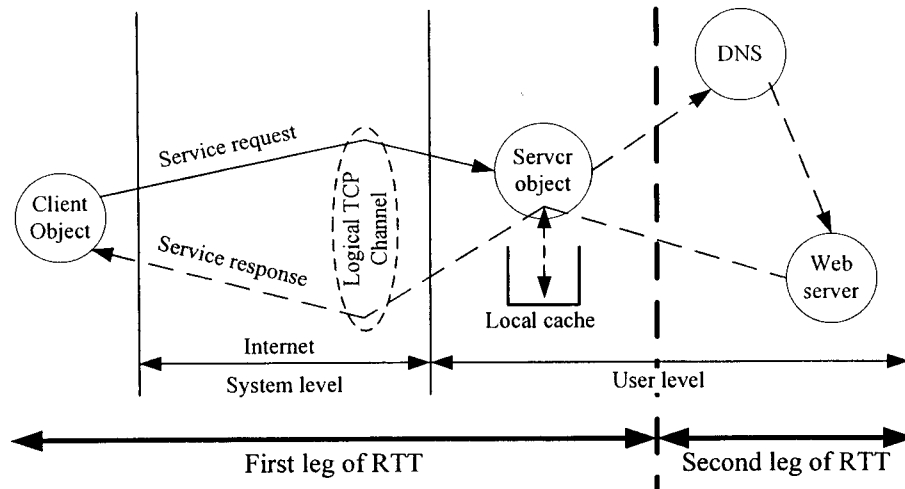 DNS
Service request
Servcr
object
Client
Object
Logical TCP
Channel
Service response
Web
server
Local cache
Internet
System level
User level
First leg of RTT
Second leg of RTT